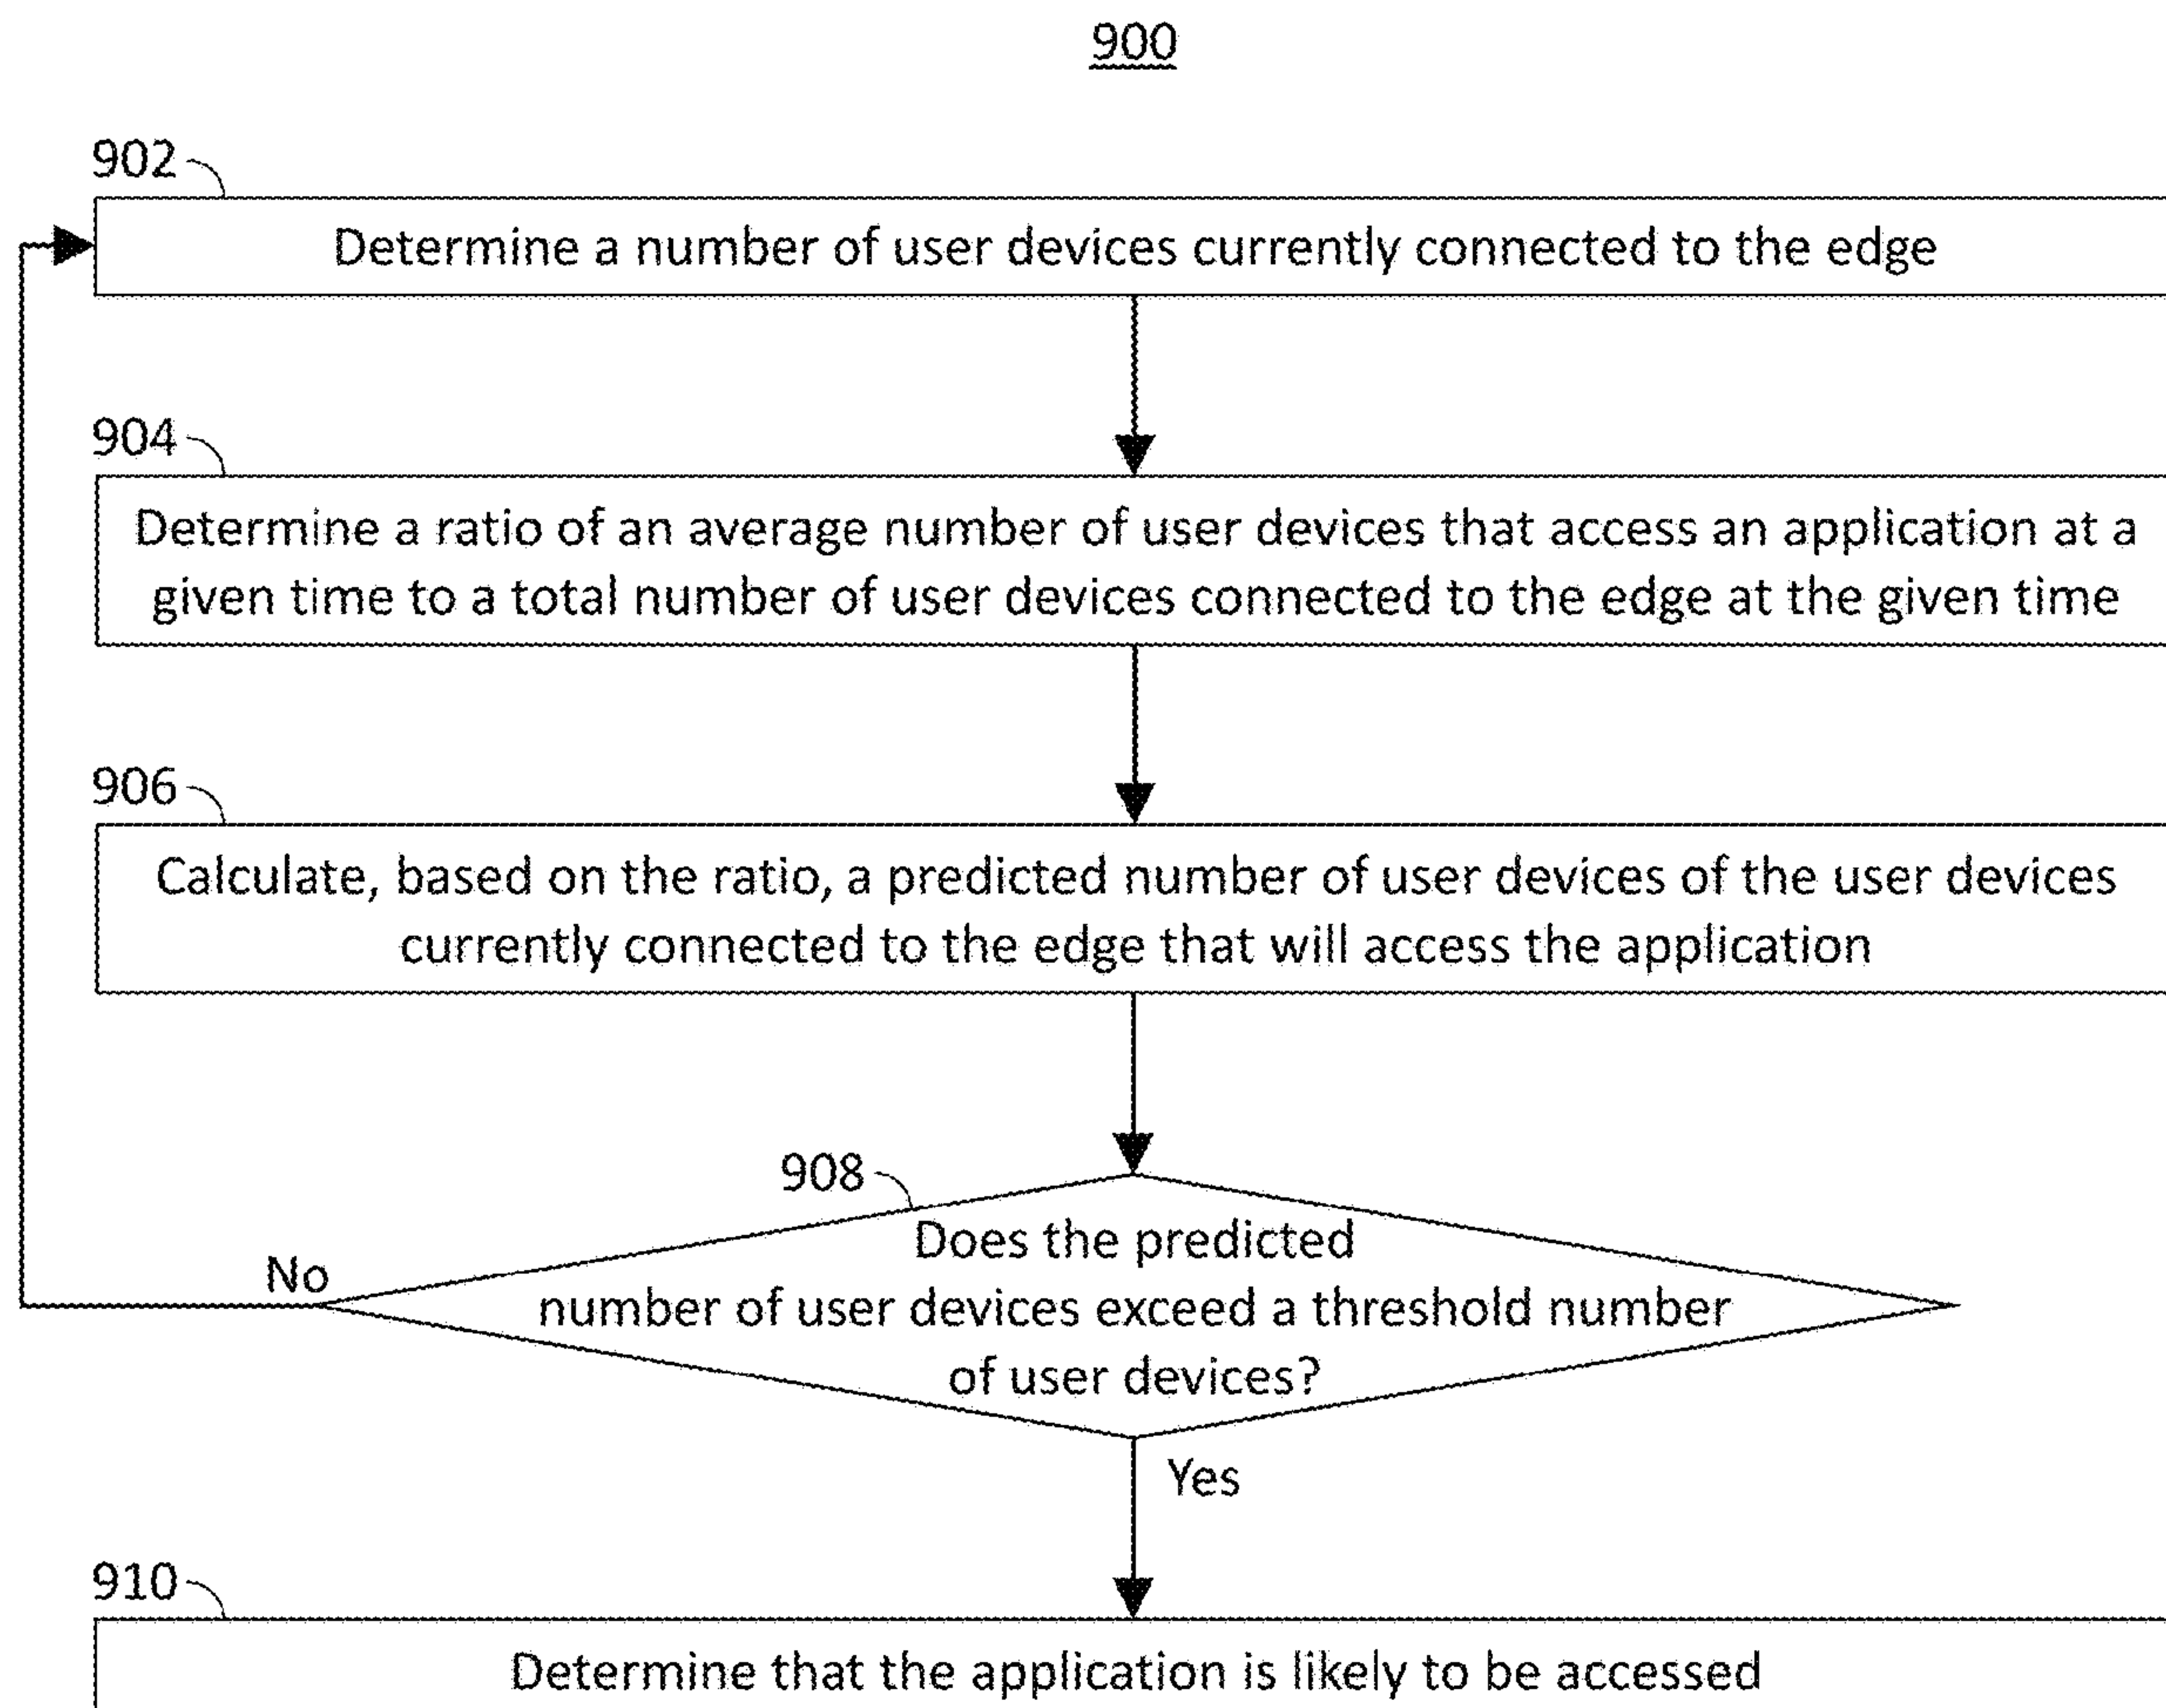 900
902
Determine a number of user devices currently connected to the edge
904
Determine a ratio of an average number of user devices that access an application at a
given time to a total number of user devices connected to the edge at the given time
906
Calculate, based on the ratio, a predicted number of user devices of the user devices
currently connected to the edge that will access the application
908
Does the predicted
number of user devices exceed a threshold number
of user devices?
No
Yes
910
Determine that the application is likely to be accessed